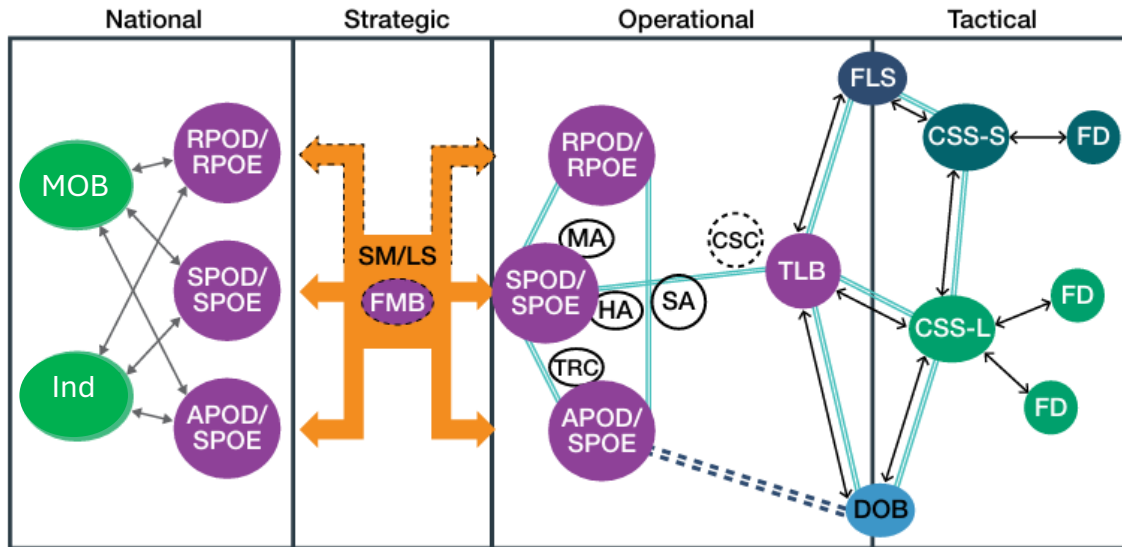 National
Strategic
Operational
Tactical
MOB
Ind
RPOD/
RPOE
SPOD/
SPOE
APOD/
SPOE
SM/LS
FMB
RPOD/
RPOE
MA
SPOD/
SPOE
HA
SA
TRC
APOD/
SPOE
CSC
TLB
FLS
DOB
CSS-S
FD
CSS-L
FD
FD